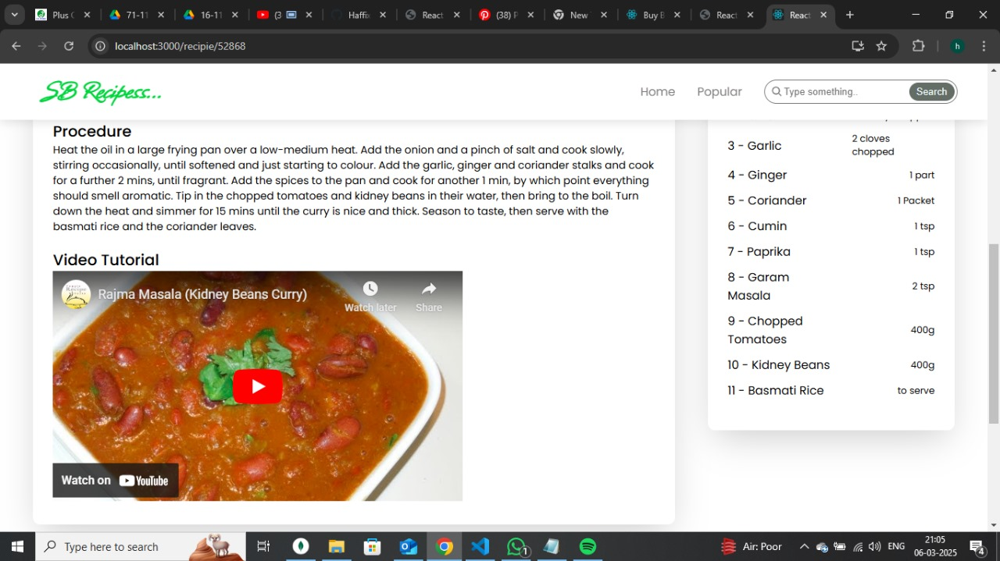 Plus C
71-11
16-11
(3
Haffix
React
(38) P
New
Buy B
React
React
localhost:3000/recipie/52868
h
SB Recipess...
Home
Popular
Type something..
Search
Procedure
Heat the oil in a large frying pan over a low-medium heat. Add the onion and a pinch of salt and cook slowly,
stirring occasionally, until softened and just starting to colour. Add the garlic, ginger and coriander stalks and cook
for a further 2 mins, until fragrant. Add the spices to the pan and cook for another 1 min, by which point everything
should smell aromatic. Tip in the chopped tomatoes and kidney beans in their water, then bring to the boil. Turn
down the heat and simmer for 15 mins until the curry is nice and thick. Season to taste, then serve with the
basmati rice and the coriander leaves.
Video Tutorial
Rajma Masala (Kidney Beans Curry)
Watch later
Share
Watch on YouTube
3 - Garlic
2 cloves
chopped
4 - Ginger
1 part
5 - Coriander
1 Packet
6 - Cumin
1 tsp
7 - Paprika
1 tsp
8 - Garam
Masala
2 tsp
9 - Chopped
Tomatoes
400g
10 - Kidney Beans
400g
11 - Basmati Rice
to serve
Type here to search
1
Air: Poor
ENG
21:05
06-03-2025
4